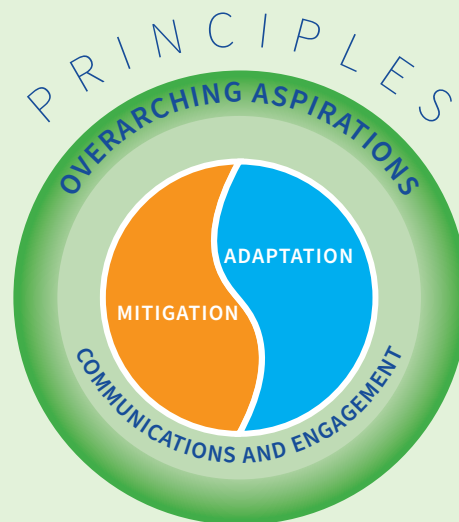 PRINCIPLES
OVERARCHING ASPIRATIONS
ADAPTATION
MITIGATION
COMMUNICATIONS AND ENGAGEMENT